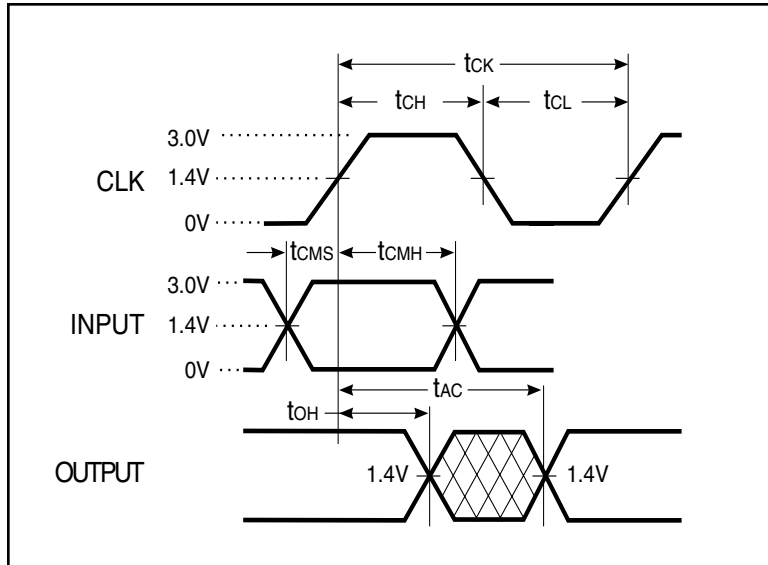 tCK
tCH tCL
3.0V
CLK 1.4V
0V
tCMS tCMH
3.0V
INPUT 1.4V
0V
tAC
tOH
OUTPUT 1.4V 1.4V